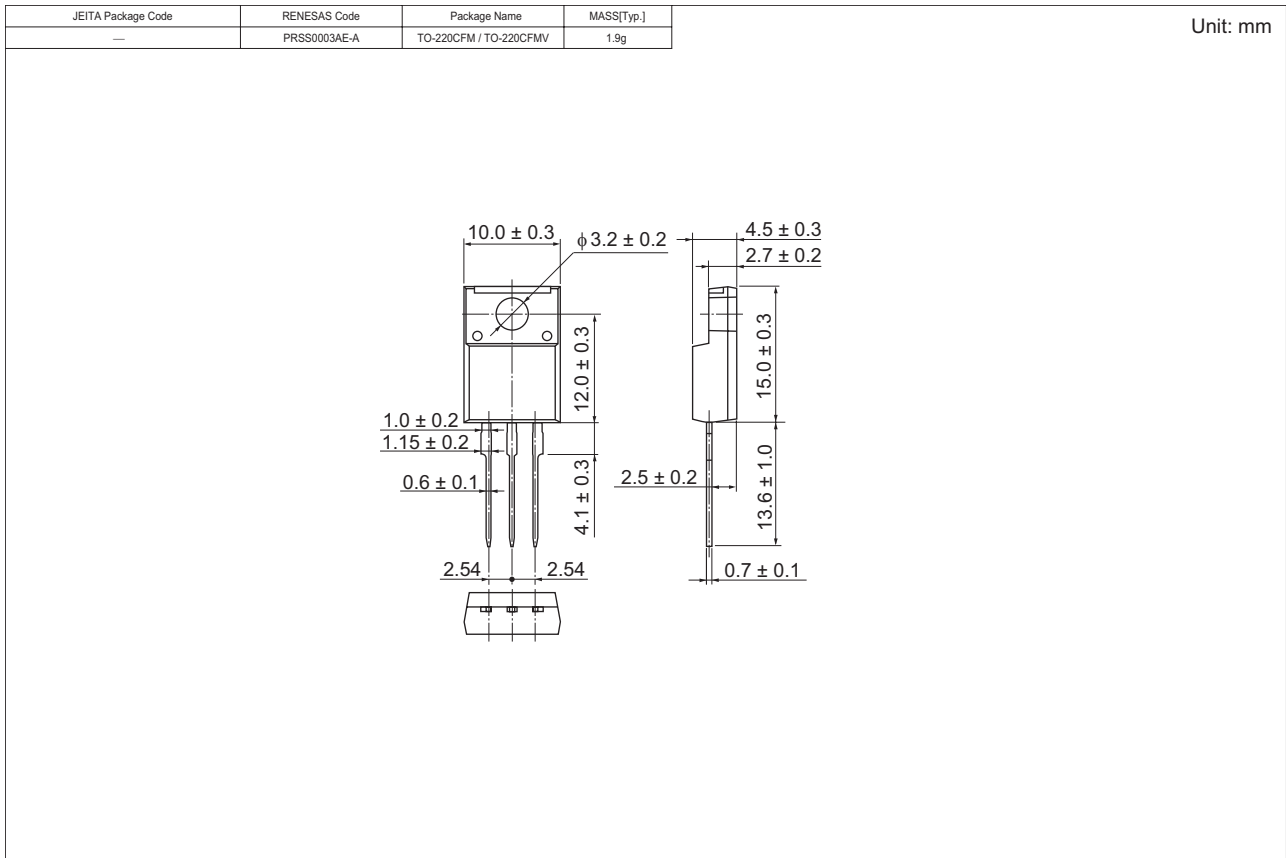 JEITA Package Code RENESAS Code Package Name MASS[Typ.]
— PRSS0003AE-A TO-220CFM / TO-220CFMV 1.9g
Unit: mm
10.0 ± 0.3
ϕ 3.2 ± 0.2
4.5 ± 0.3
2.7 ± 0.2
12.0 ± 0.3
15.0 ± 0.3
1.0 ± 0.2
1.15 ± 0.2
0.6 ± 0.1
4.1 ± 0.3
2.5 ± 0.2
13.6 ± 1.0
2.54 2.54
0.7 ± 0.1